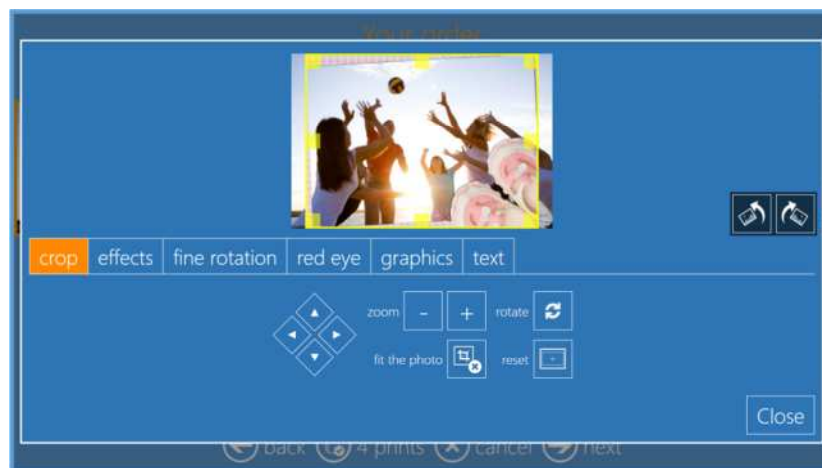 Your order
crop effects fine rotation red eye graphics text
zoom - + rotate
fit the photo reset
Close
back 4 prints cancel next